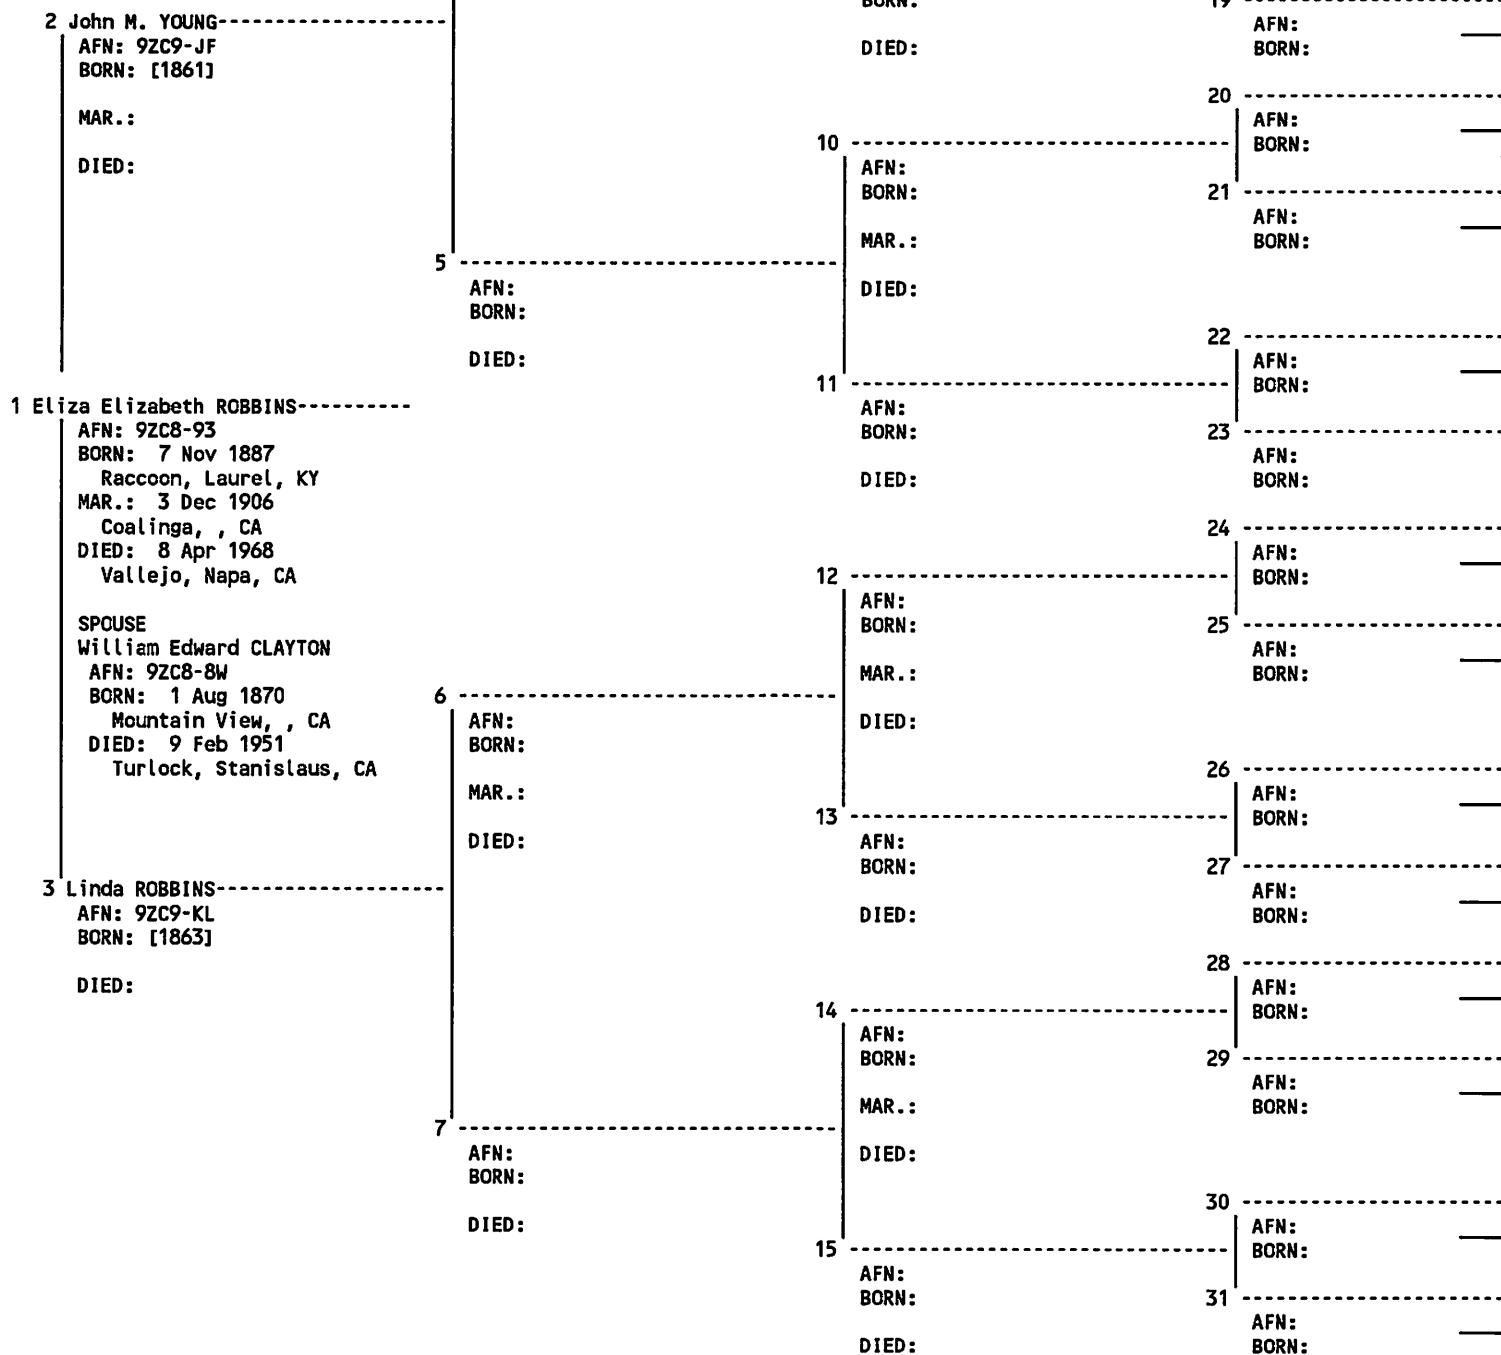 2 John M. YOUNG
AFN: 9ZC9-JF
BORN: [1861]
MAR.:
DIED:
1 Eliza Elizabeth ROBBINS
AFN: 9ZC8-93
BORN: 7 Nov 1887
Raccoon, Laurel, KY
MAR.: 3 Dec 1906
Coalinga, , CA
DIED: 8 Apr 1968
Vallejo, Napa, CA
SPOUSE
William Edward CLAYTON
AFN: 9ZC8-8W
BORN: 1 Aug 1870
Mountain View, , CA
DIED: 9 Feb 1951
Turlock, Stanislaus, CA
3 Linda ROBBINS
AFN: 9ZC9-KL
BORN: [1863]
DIED:
5
AFN:
BORN:
DIED:
6
AFN:
BORN:
MAR.:
DIED:
7
AFN:
BORN:
DIED:
BORN:
DIED:
10
AFN:
BORN:
MAR.:
DIED:
11
AFN:
BORN:
DIED:
12
AFN:
BORN:
MAR.:
DIED:
13
AFN:
BORN:
DIED:
14
AFN:
BORN:
MAR.:
DIED:
15
AFN:
BORN:
DIED:
19
AFN:
BORN:
20
AFN:
BORN:
21
AFN:
BORN:
22
AFN:
BORN:
23
AFN:
BORN:
24
AFN:
BORN:
25
AFN:
BORN:
26
AFN:
BORN:
27
AFN:
BORN:
28
AFN:
BORN:
29
AFN:
BORN:
30
AFN:
BORN:
31
AFN:
BORN: